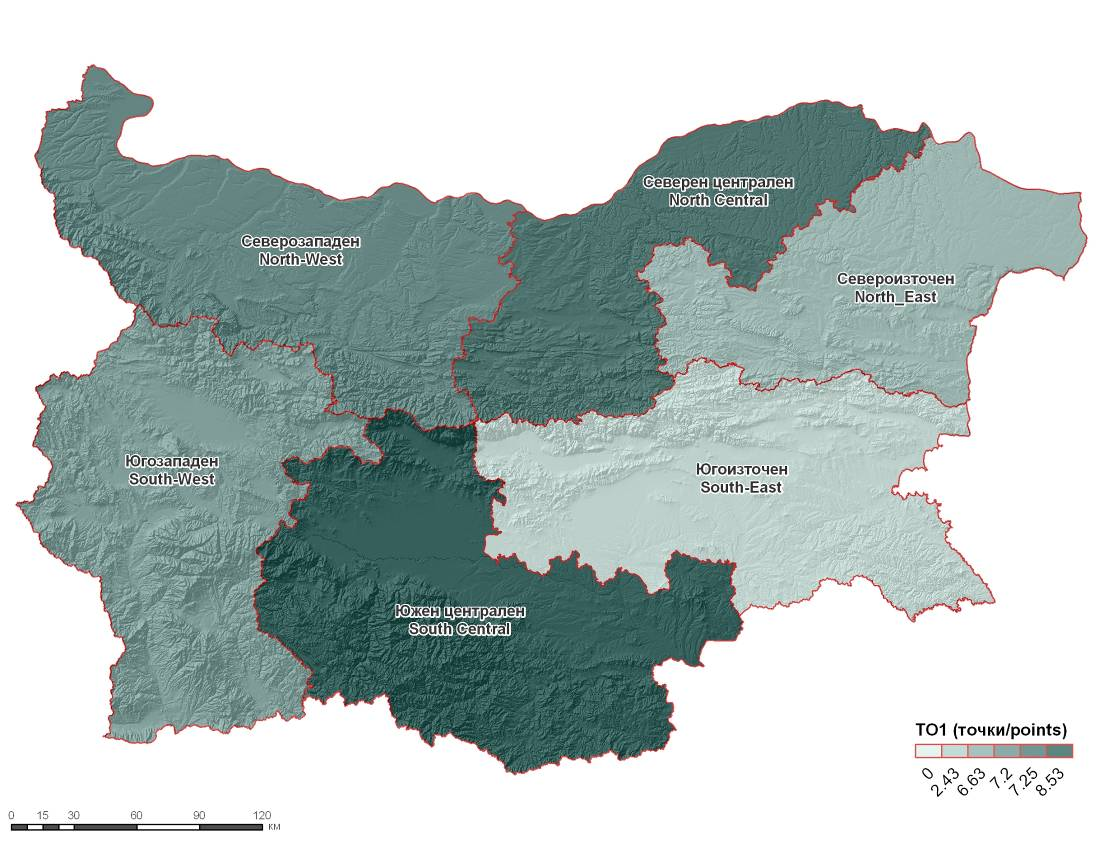 Северен централен
North Central
Северозападен
North-West
Североизточен
North_East
Югозападен
South-West
Югоизточен
South-East
Южен централен
South Central
ТО1 (точки/points)
0 2.43 6.63 7.2 7.25 8.53
0 15 30 60 90 120
КМ